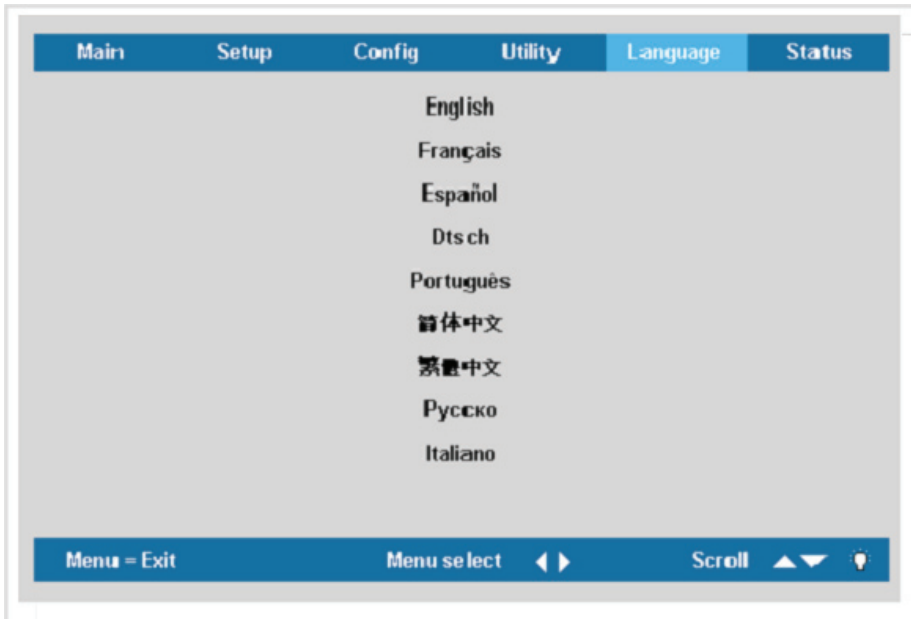 Main Setup Config Utility Language Status
English
Français
Español
Dtsch
Português
简体中文
繁體中文
Русско
Italiano
Menu = Exit Menu select Scroll